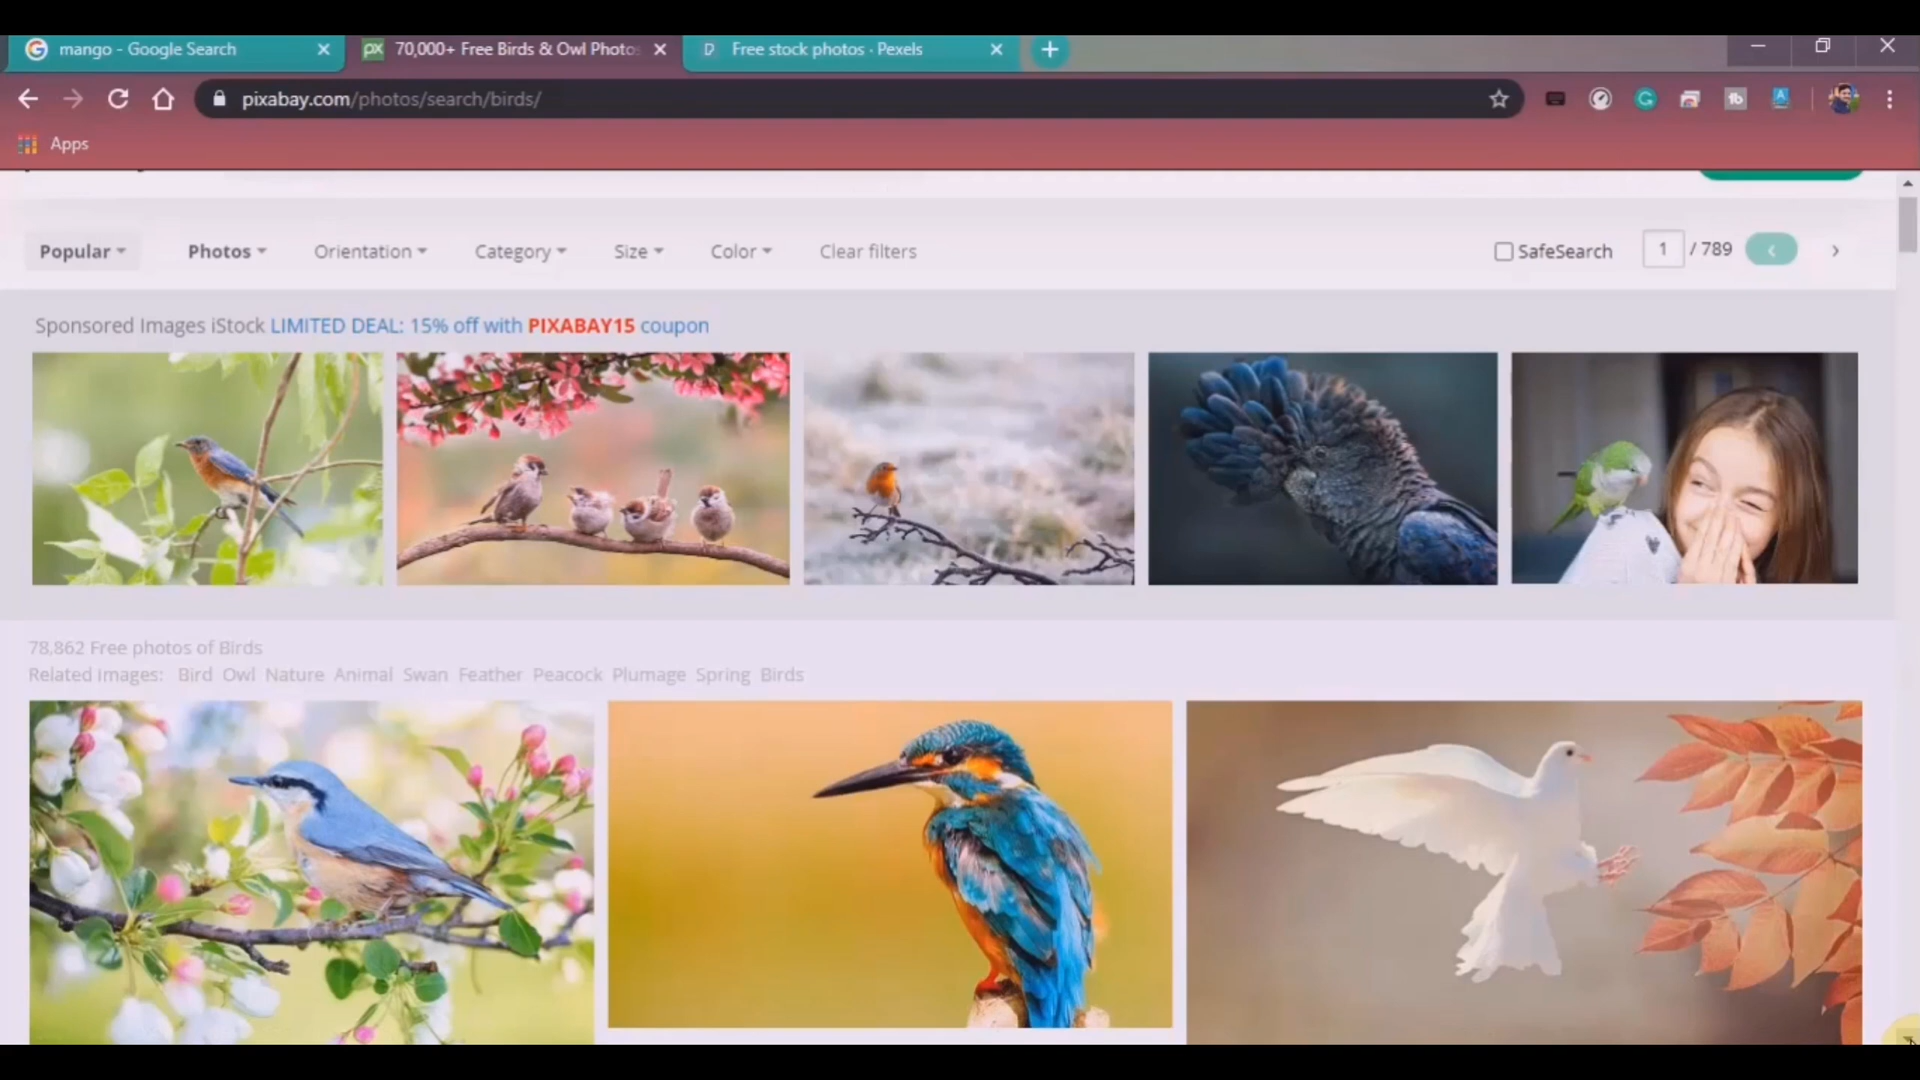 mango - Google Search
px 70,000+ Free Birds & Owl Photos
D Free stock photos · Pexels
pixabay.com/photos/search/birds/
Apps
Popular Photos Orientation Category Size Color Clear filters SafeSearch 1 / 789
Sponsored Images iStock LIMITED DEAL: 15% off with PIXABAY15 coupon
78,862 Free photos of Birds
Related Images: Bird Owl Nature Animal Swan Feather Peacock Plumage Spring Birds